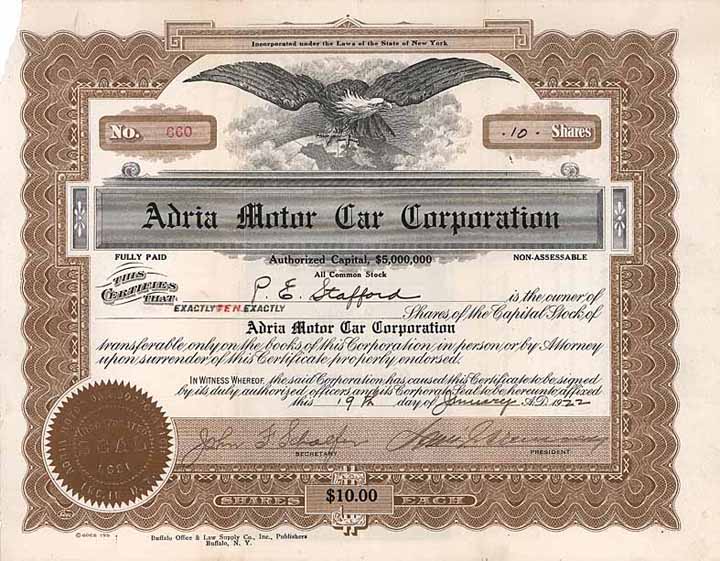 Incorporated under the Laws of the State of New York
No. 660
10 Shares
Adria Motor Car Corporation
FULLY PAID
Authorized Capital, $5,000,000
NON-ASSESSABLE
All Common Stock
THIS CERTIFIES THAT
P. E. Stafford is the owner of
EXACTLY TEN EXACTLY Shares of the Capital Stock of
Adria Motor Car Corporation
transferable only on the books of this Corporation in person or by Attorney
upon surrender of this Certificate properly endorsed.
IN WITNESS WHEREOF, the said Corporation has caused this Certificate to be signed
by its duly authorized officers and its Corporate Seal to be hereunto affixed
this 19th day of January A.D. 1922
John F. Schaefer
SECRETARY
PRESIDENT
SEAL
1921
$10.00
SHARES EACH
Buffalo Office & Law Supply Co., Inc., Publishers
Buffalo, N. Y.